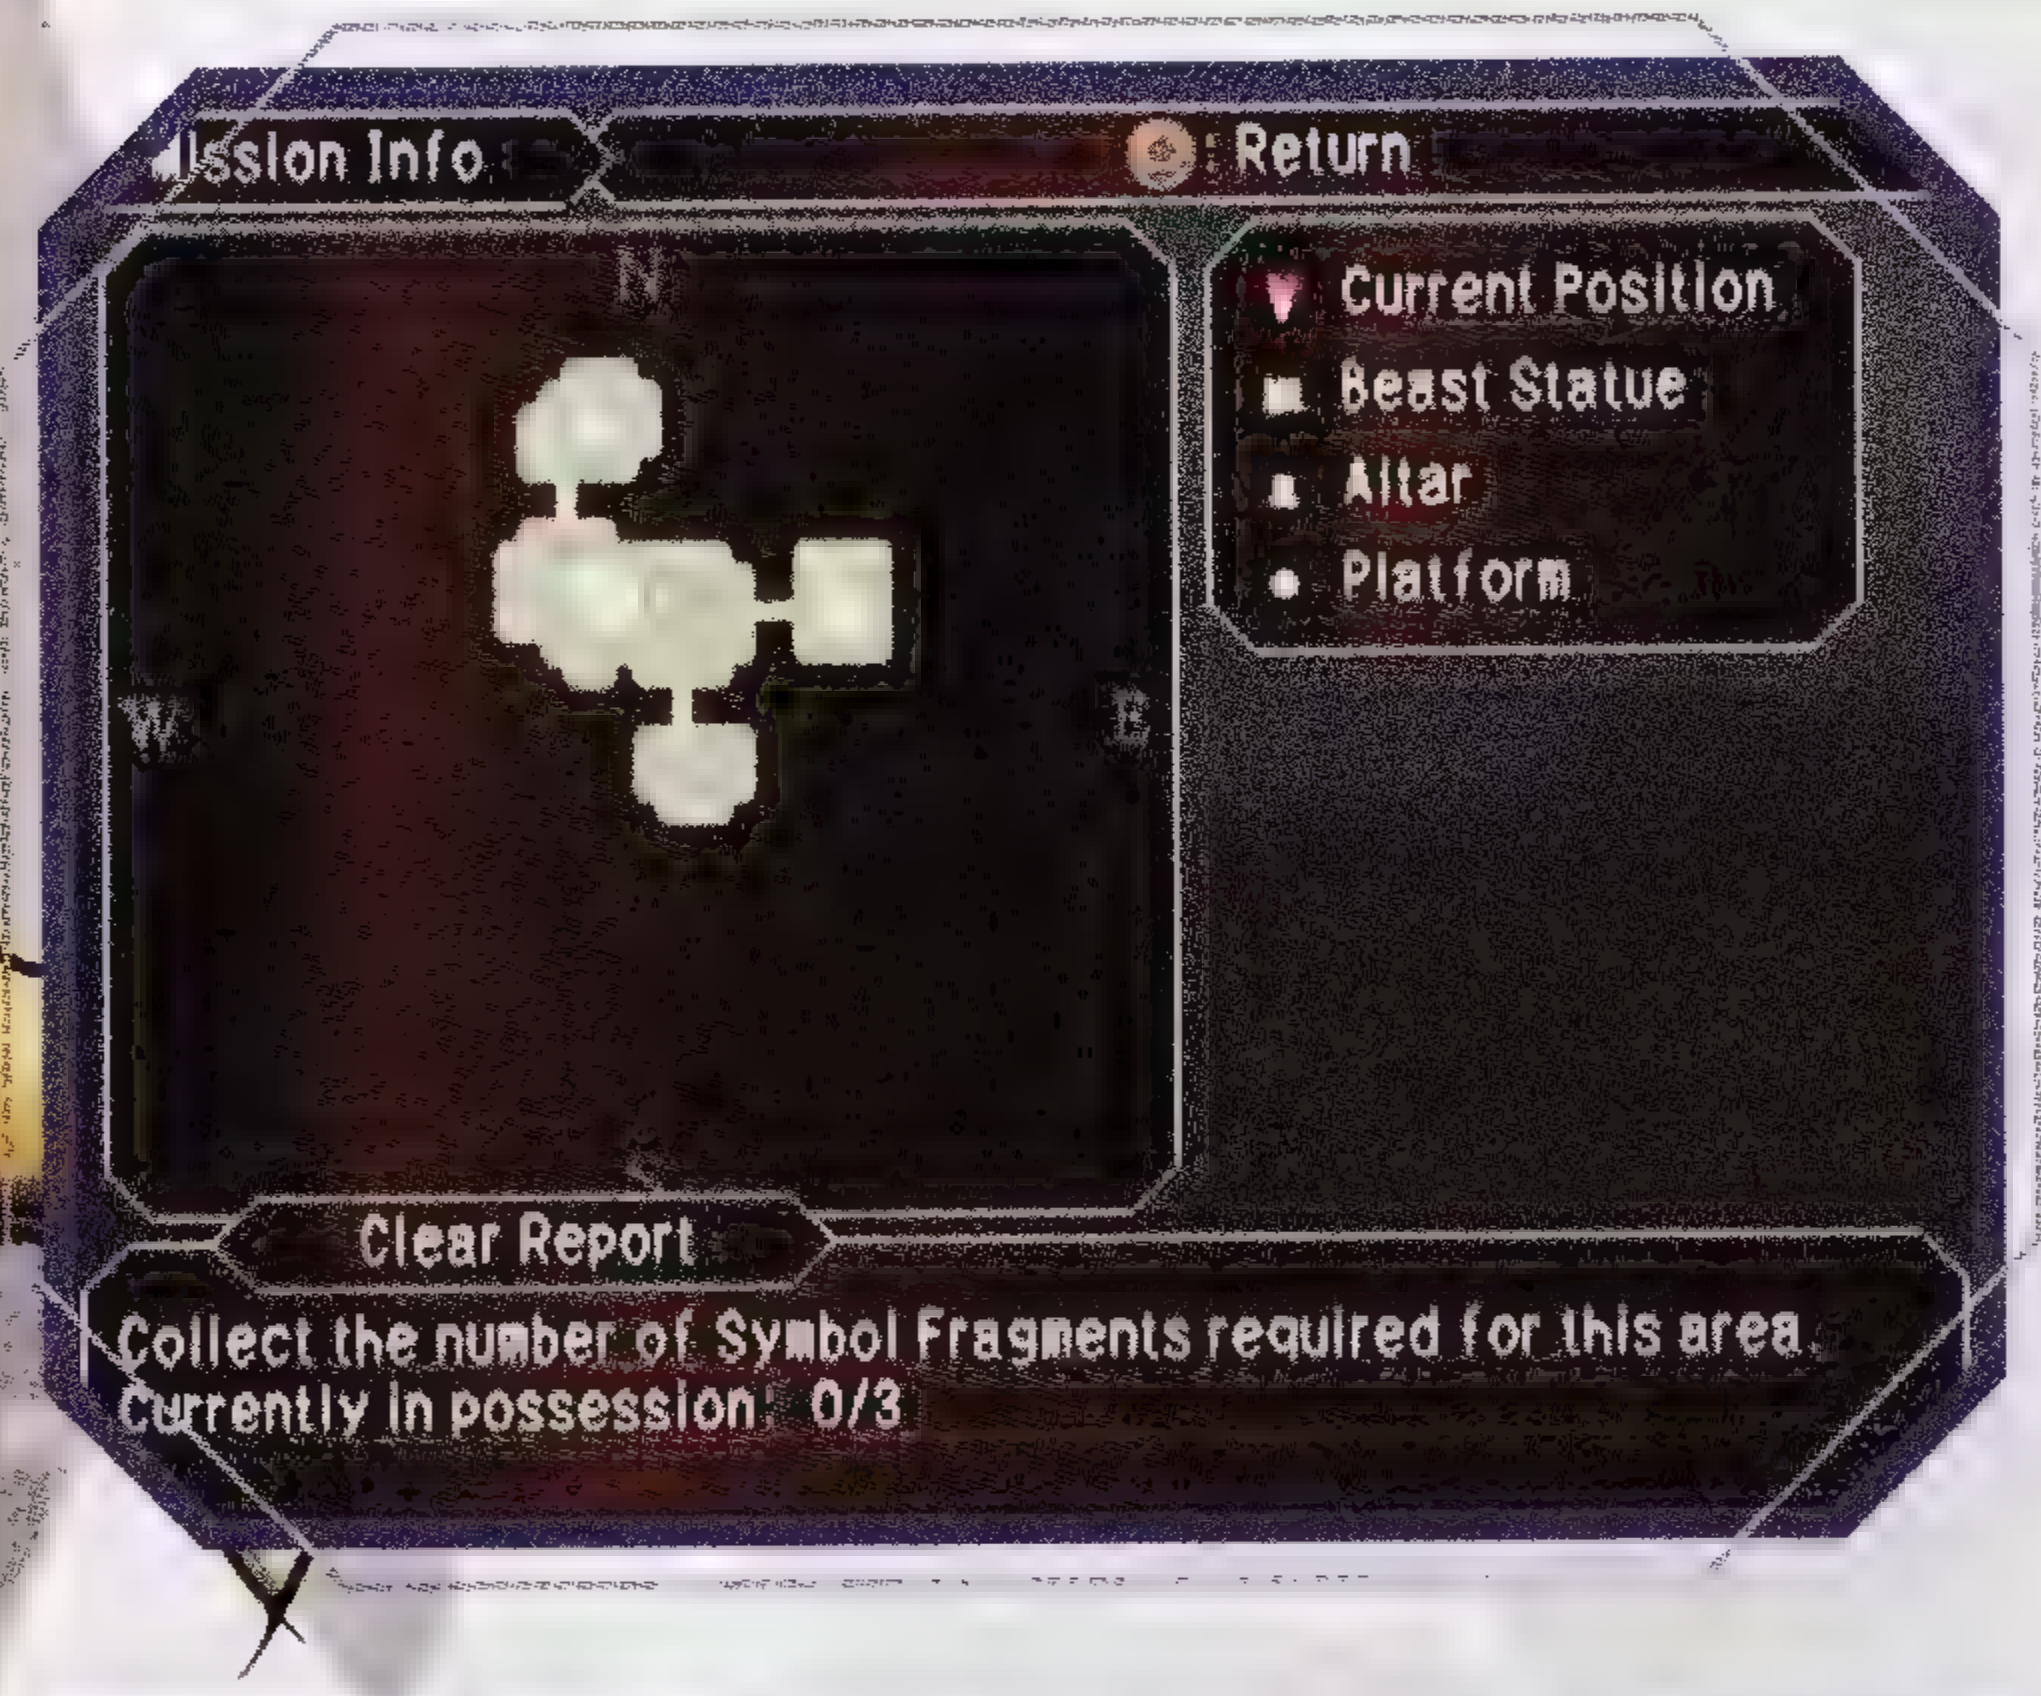 Mission Info
: Return
N
Current Position
Beast Statue
Altar
Platform
W
E
Clear Report
Collect the number of Symbol Fragments required for this area.
Currently in possession: 0/3